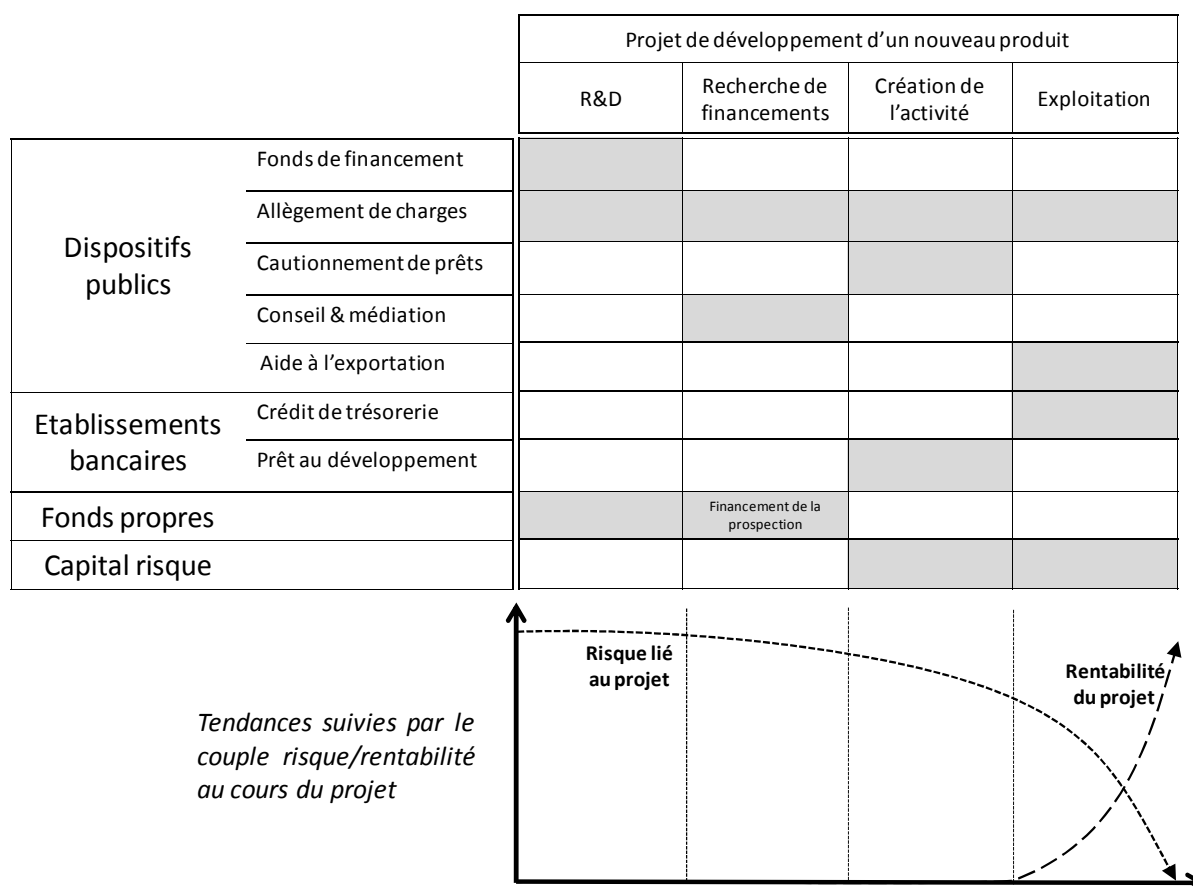 Projet de développement d'un nouveau produit
R&D
Recherche de
financements
Création de
l'activité
Exploitation
Dispositifs
publics
Fonds de financement
Allègement de charges
Cautionnement de prêts
Conseil & médiation
Aide à l'exportation
Etablissements
bancaires
Crédit de trésorerie
Prêt au développement
Fonds propres
Financement de la
prospection
Capital risque
Risque lié
au projet
Rentabilité
du projet
Tendances suivies par le
couple risque/rentabilité
au cours du projet